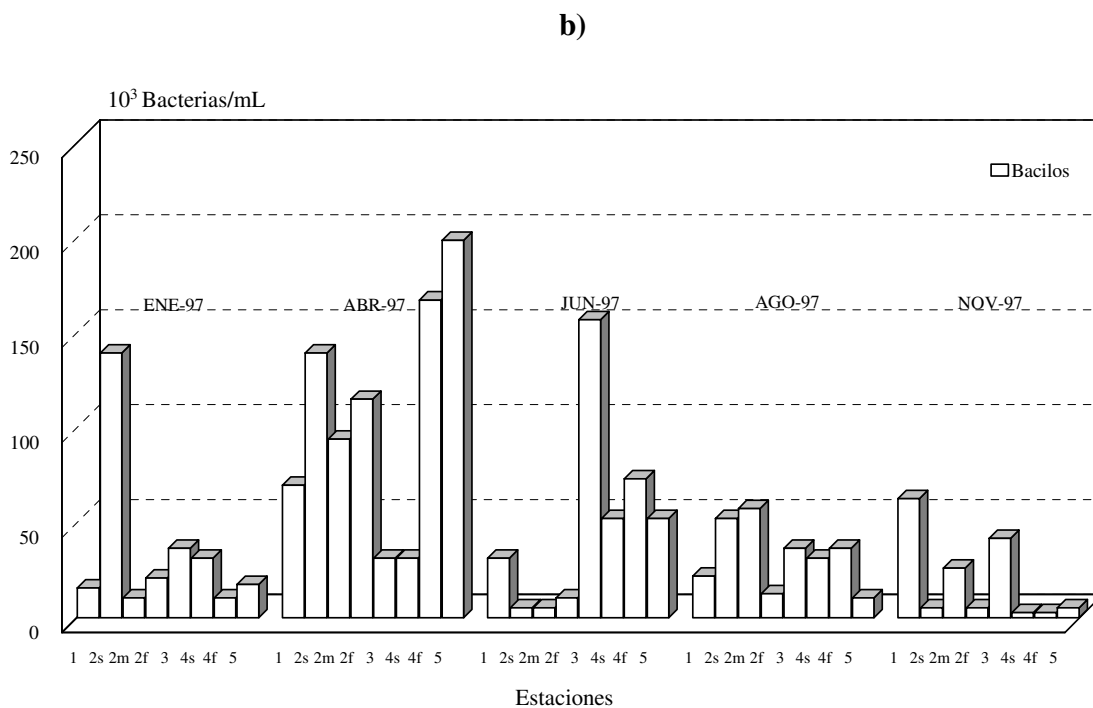 b)
10³ Bacterias/mL
250
Bacilos
200
ENE-97 ABR-97 JUN-97 AGO-97 NOV-97
150
100
50
0
1 2s 2m 2f 3 4s 4f 5 1 2s 2m 2f 3 4s 4f 5 1 2s 2m 2f 3 4s 4f 5 1 2s 2m 2f 3 4s 4f 5 1 2s 2m 2f 3 4s 4f 5
Estaciones